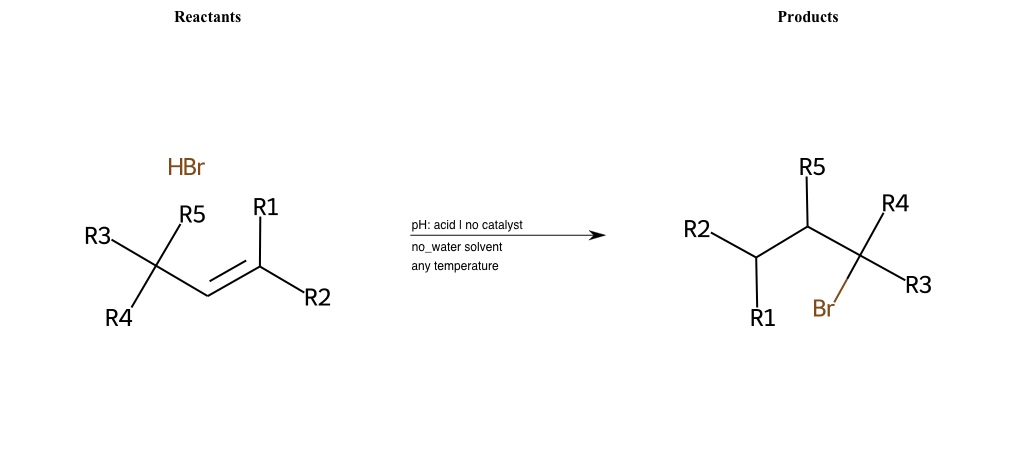 Reactants
Products
HBr
R5
R1
R3
R2
R4
pH: acid | no catalyst
no_water solvent
any temperature
R5
R4
R2
R3
Br
R1